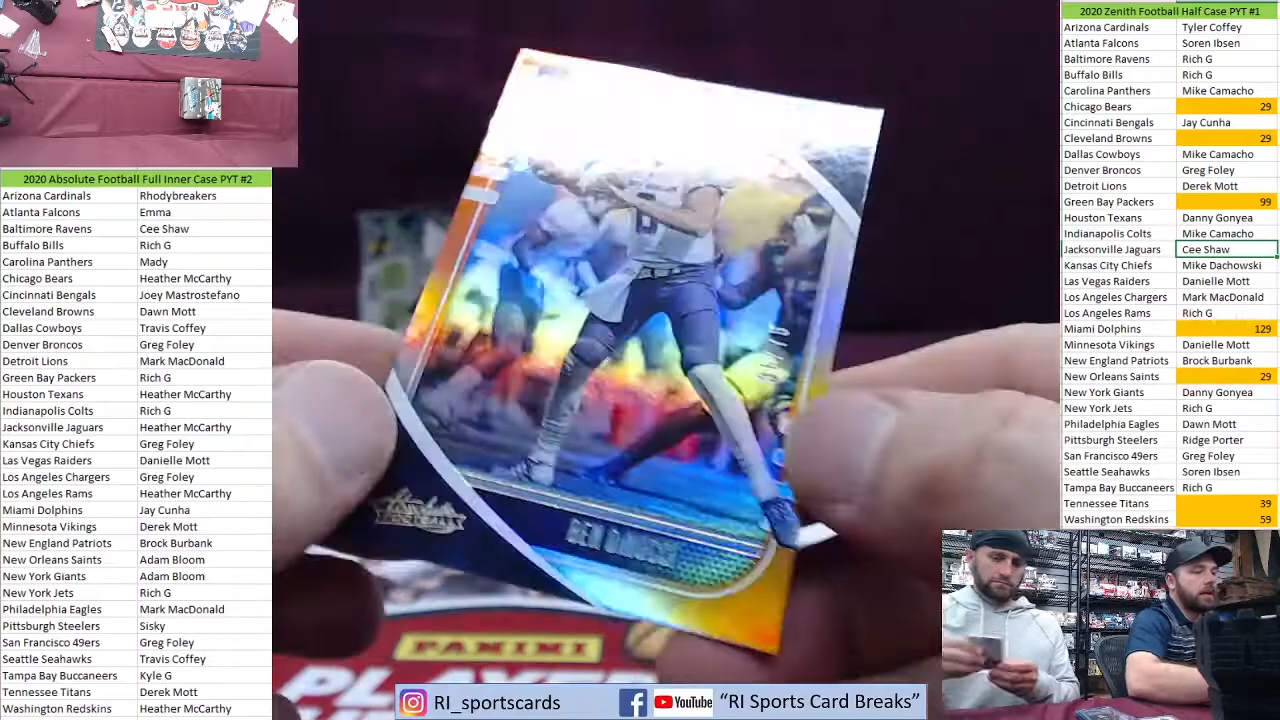 2020 Absolute Football Full Inner Case PYT #2
Arizona Cardinals Rhodybreakers
Atlanta Falcons Emma
Baltimore Ravens Cee Shaw
Buffalo Bills Rich G
Carolina Panthers Mady
Chicago Bears Heather McCarthy
Cincinnati Bengals Joey Mastrostefano
Cleveland Browns Dawn Mott
Dallas Cowboys Travis Coffey
Denver Broncos Greg Foley
Detroit Lions Mark MacDonald
Green Bay Packers Rich G
Houston Texans Heather McCarthy
Indianapolis Colts Rich G
Jacksonville Jaguars Heather McCarthy
Kansas City Chiefs Greg Foley
Las Vegas Raiders Danielle Mott
Los Angeles Chargers Greg Foley
Los Angeles Rams Heather McCarthy
Miami Dolphins Jay Cunha
Minnesota Vikings Derek Mott
New England Patriots Brock Burbank
New Orleans Saints Adam Bloom
New York Giants Adam Bloom
New York Jets Rich G
Philadelphia Eagles Mark MacDonald
Pittsburgh Steelers Sisky
San Francisco 49ers Greg Foley
Seattle Seahawks Travis Coffey
Tampa Bay Buccaneers Kyle G
Tennessee Titans Derek Mott
Washington Redskins Heather McCarthy
8
PANINI
PLAYER
RI_sportscards
YouTube "RI Sports Card Breaks"
2020 Zenith Football Half Case PYT #1
Arizona Cardinals Tyler Coffey
Atlanta Falcons Soren Ibsen
Baltimore Ravens Rich G
Buffalo Bills Rich G
Carolina Panthers Mike Camacho
Chicago Bears 29
Cincinnati Bengals Jay Cunha
Cleveland Browns 29
Dallas Cowboys Mike Camacho
Denver Broncos Greg Foley
Detroit Lions Derek Mott
Green Bay Packers 99
Houston Texans Danny Gonyea
Indianapolis Colts Mike Camacho
Jacksonville Jaguars Cee Shaw
Kansas City Chiefs Mike Dachowski
Las Vegas Raiders Danielle Mott
Los Angeles Chargers Mark MacDonald
Los Angeles Rams Rich G
Miami Dolphins 129
Minnesota Vikings Danielle Mott
New England Patriots Brock Burbank
New Orleans Saints 29
New York Giants Danny Gonyea
New York Jets Rich G
Philadelphia Eagles Dawn Mott
Pittsburgh Steelers Ridge Porter
San Francisco 49ers Greg Foley
Seattle Seahawks Soren Ibsen
Tampa Bay Buccaneers Rich G
Tennessee Titans 39
Washington Redskins 59